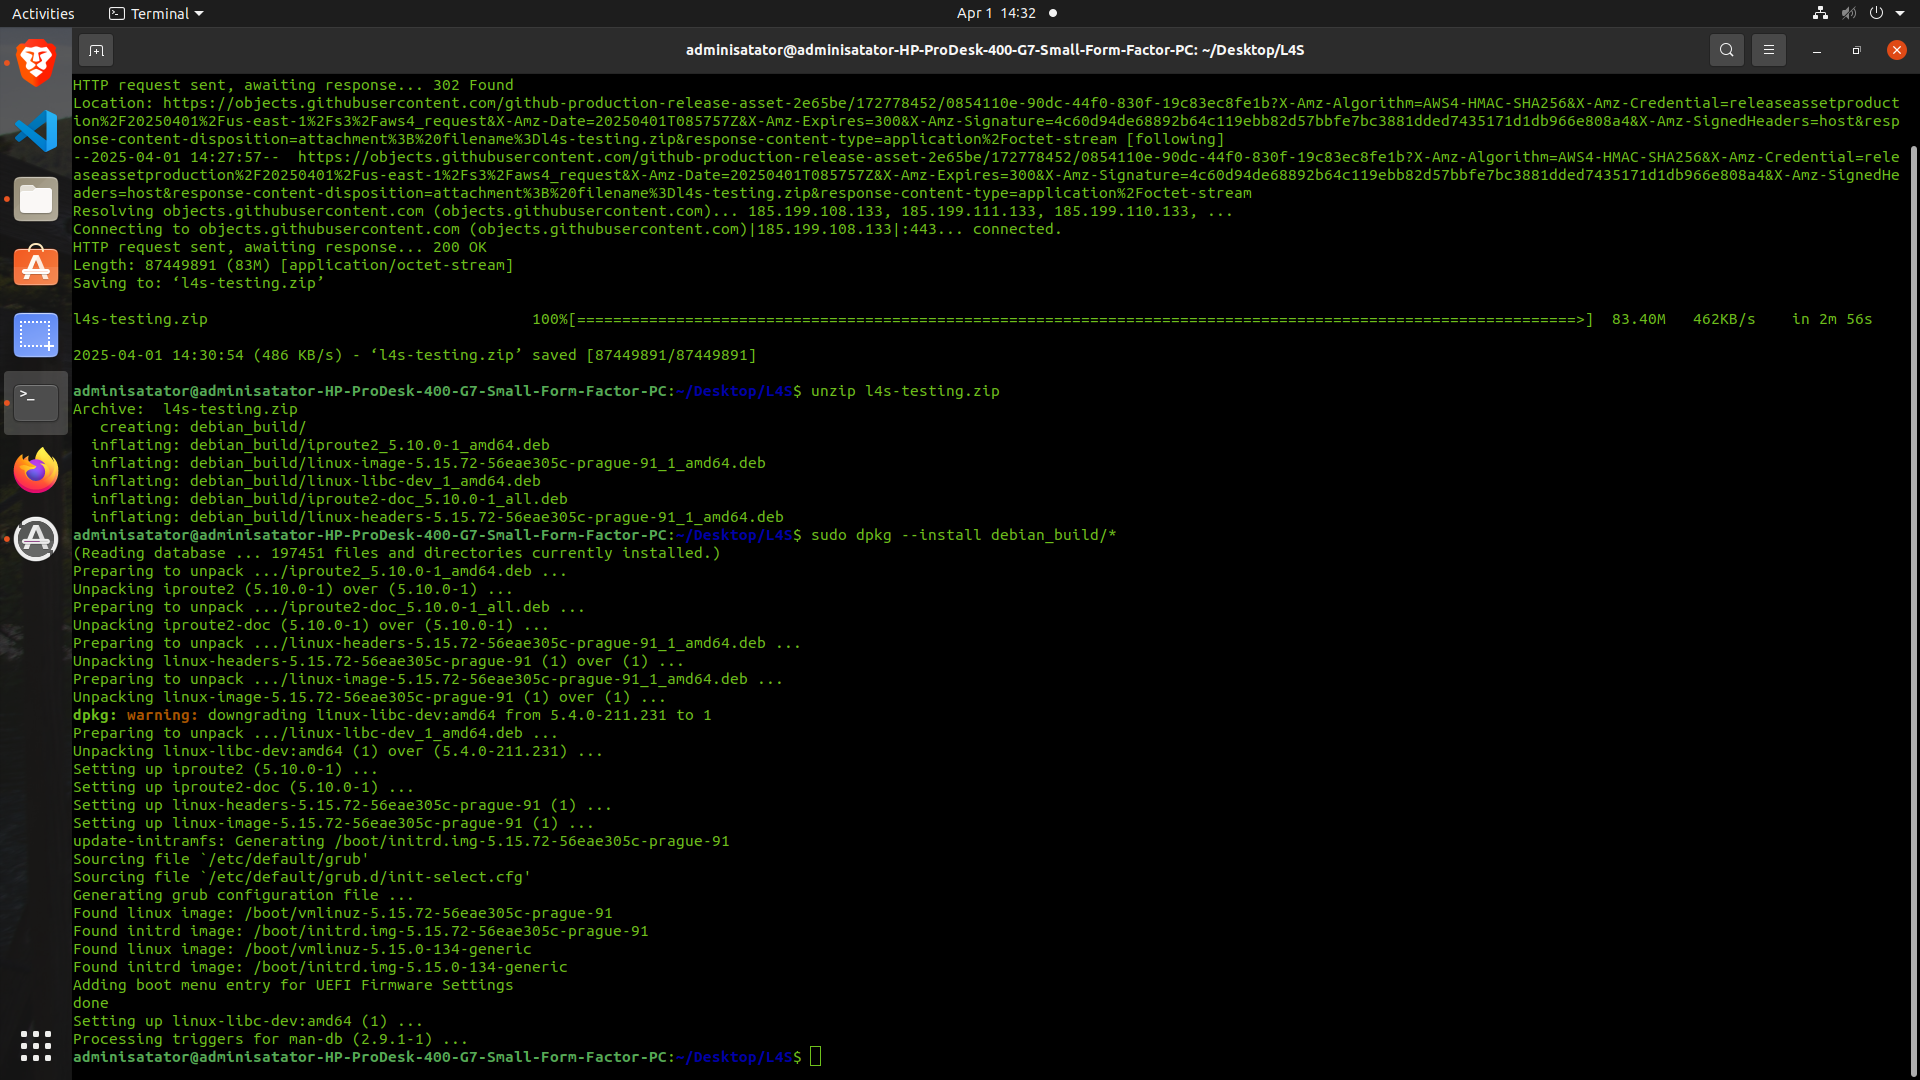 Activities
Terminal
Apr 1 14:32
adminisatator@adminisatator-HP-ProDesk-400-G7-Small-Form-Factor-PC: ~/Desktop/L4S
HTTP request sent, awaiting response... 302 Found
Location: https://objects.githubusercontent.com/github-production-release-asset-2e65be/172778452/0854110e-90dc-44f0-830f-19c83ec8fe1b?X-Amz-Algorithm=AWS4-HMAC-SHA256&X-Amz-Credential=releaseassetproduct
ion%2F20250401%2Fus-east-1%2Fs3%2Faws4_request&X-Amz-Date=20250401T085757Z&X-Amz-Expires=300&X-Amz-Signature=4c60d94de68892b64c119ebb82d57bbfe7bc3881dded7435171d1db966e808a4&X-Amz-SignedHeaders=host&resp
onse-content-disposition=attachment%3B%20filename%3Dl4s-testing.zip&response-content-type=application%2Foctet-stream [following]
--2025-04-01 14:27:57--  https://objects.githubusercontent.com/github-production-release-asset-2e65be/172778452/0854110e-90dc-44f0-830f-19c83ec8fe1b?X-Amz-Algorithm=AWS4-HMAC-SHA256&X-Amz-Credential=rele
aseassetproduction%2F20250401%2Fus-east-1%2Fs3%2Faws4_request&X-Amz-Date=20250401T085757Z&X-Amz-Expires=300&X-Amz-Signature=4c60d94de68892b64c119ebb82d57bbfe7bc3881dded7435171d1db966e808a4&X-Amz-SignedHe
aders=host&response-content-disposition=attachment%3B%20filename%3Dl4s-testing.zip&response-content-type=application%2Foctet-stream
Resolving objects.githubusercontent.com (objects.githubusercontent.com)... 185.199.108.133, 185.199.111.133, 185.199.110.133, ...
Connecting to objects.githubusercontent.com (objects.githubusercontent.com)|185.199.108.133|:443... connected.
HTTP request sent, awaiting response... 200 OK
Length: 87449891 (83M) [application/octet-stream]
Saving to: ‘l4s-testing.zip’
l4s-testing.zip 100%[===============================================================================================================>] 83.40M 462KB/s in 2m 56s
2025-04-01 14:30:54 (486 KB/s) - ‘l4s-testing.zip’ saved [87449891/87449891]
adminisatator@adminisatator-HP-ProDesk-400-G7-Small-Form-Factor-PC:~/Desktop/L4S$ unzip l4s-testing.zip
Archive:  l4s-testing.zip
creating: debian_build/
inflating: debian_build/iproute2_5.10.0-1_amd64.deb
inflating: debian_build/linux-image-5.15.72-56eae305c-prague-91_1_amd64.deb
inflating: debian_build/linux-libc-dev_1_amd64.deb
inflating: debian_build/iproute2-doc_5.10.0-1_all.deb
inflating: debian_build/linux-headers-5.15.72-56eae305c-prague-91_1_amd64.deb
adminisatator@adminisatator-HP-ProDesk-400-G7-Small-Form-Factor-PC:~/Desktop/L4S$ sudo dpkg --install debian_build/*
(Reading database ... 197451 files and directories currently installed.)
Preparing to unpack .../iproute2_5.10.0-1_amd64.deb ...
Unpacking iproute2 (5.10.0-1) over (5.10.0-1) ...
Preparing to unpack .../iproute2-doc_5.10.0-1_all.deb ...
Unpacking iproute2-doc (5.10.0-1) over (5.10.0-1) ...
Preparing to unpack .../linux-headers-5.15.72-56eae305c-prague-91_1_amd64.deb ...
Unpacking linux-headers-5.15.72-56eae305c-prague-91 (1) over (1) ...
Preparing to unpack .../linux-image-5.15.72-56eae305c-prague-91_1_amd64.deb ...
Unpacking linux-image-5.15.72-56eae305c-prague-91 (1) over (1) ...
dpkg: warning: downgrading linux-libc-dev:amd64 from 5.4.0-211.231 to 1
Preparing to unpack .../linux-libc-dev_1_amd64.deb ...
Unpacking linux-libc-dev:amd64 (1) over (5.4.0-211.231) ...
Setting up iproute2 (5.10.0-1) ...
Setting up iproute2-doc (5.10.0-1) ...
Setting up linux-headers-5.15.72-56eae305c-prague-91 (1) ...
Setting up linux-image-5.15.72-56eae305c-prague-91 (1) ...
update-initramfs: Generating /boot/initrd.img-5.15.72-56eae305c-prague-91
Sourcing file `/etc/default/grub'
Sourcing file `/etc/default/grub.d/init-select.cfg'
Generating grub configuration file ...
Found linux image: /boot/vmlinuz-5.15.72-56eae305c-prague-91
Found initrd image: /boot/initrd.img-5.15.72-56eae305c-prague-91
Found linux image: /boot/vmlinuz-5.15.0-134-generic
Found initrd image: /boot/initrd.img-5.15.0-134-generic
Adding boot menu entry for UEFI Firmware Settings
done
Setting up linux-libc-dev:amd64 (1) ...
Processing triggers for man-db (2.9.1-1) ...
adminisatator@adminisatator-HP-ProDesk-400-G7-Small-Form-Factor-PC:~/Desktop/L4S$